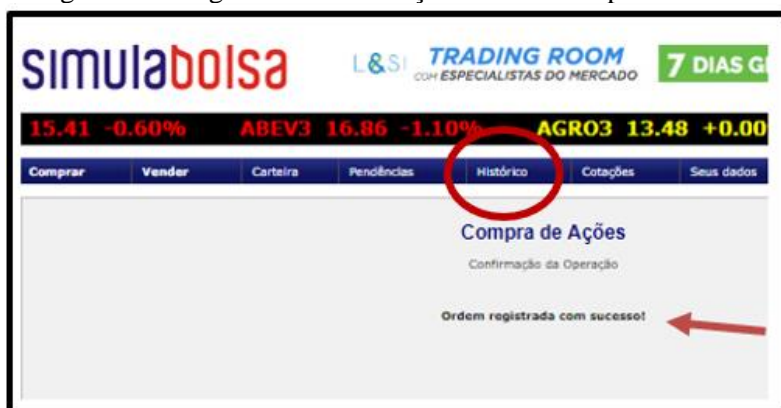 simulabolsa
L&S TRADING ROOM
COM ESPECIALISTAS DO MERCADO
7 DIAS
15.41 -0.60% ABEV3 16.86 -1.10% AGRO3 13.48 +0.00
Comprar Vender Carteira Pendências Histórico Cotações Seus dados
Compra de Ações
Confirmação da Operação
Ordem registrada com sucesso!